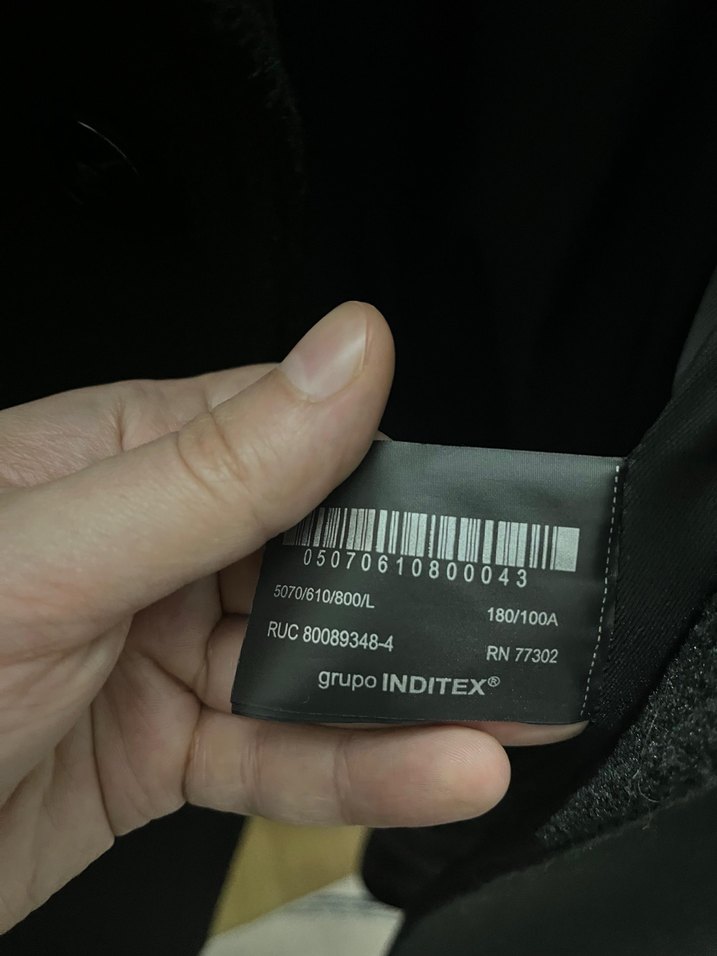 05070610800043
5070/610/800/L
180/100A
RUC 80089348-4
RN 77302
grupo INDITEX®